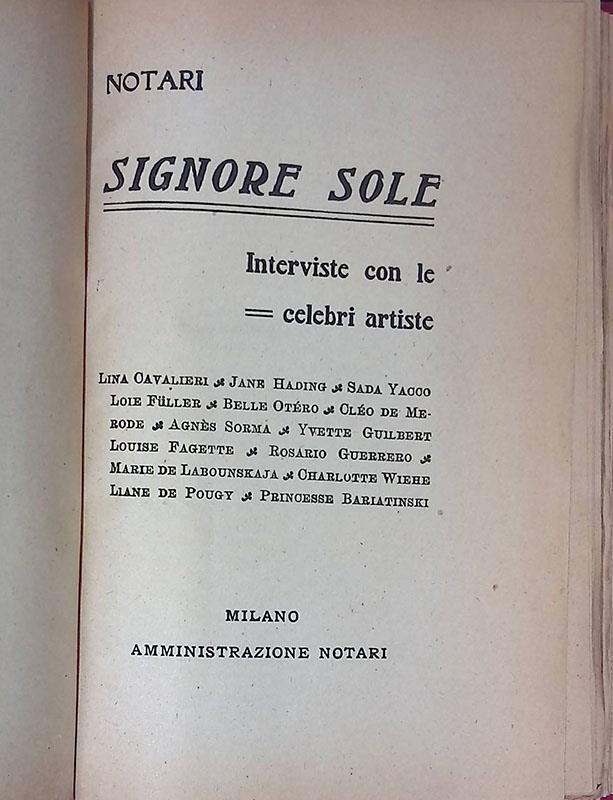 NOTARI
SIGNORE SOLE
Interviste con le
= celebri artiste
LINA CAVALIERI JANE HADING SADA YACCO
LOIE FÜLLER BELLE OTÉRO CLÉO DE ME-
RODE AGNÈS SORMA YVETTE GUILBERT
LOUISE FAGETTE ROSARIO GUERRERO
MARIE DE LABOUNSKAJA CHARLOTTE WIEHE
LIANE DE POUGY PRINCESSE BARIATINSKI
MILANO
AMMINISTRAZIONE NOTARI